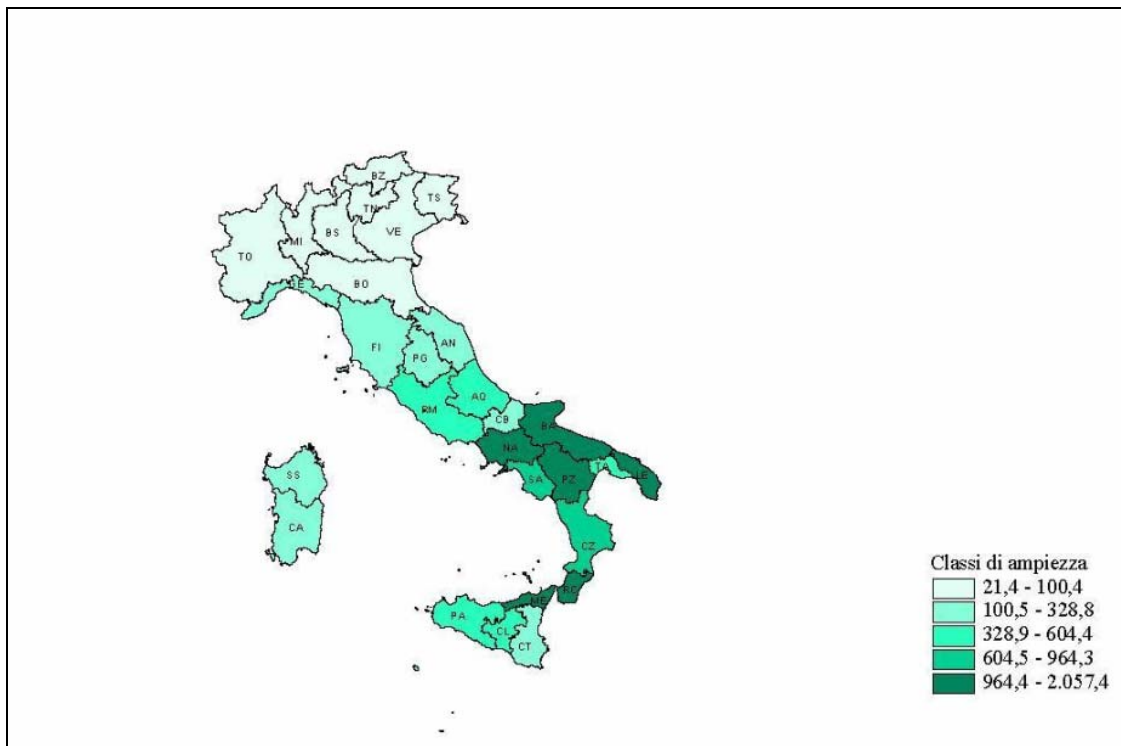 BZ
TS
TN
VE
BS
MI
TO
BO
GE
FI
AN
PG
AQ
RM
CB
BA
NA
TA
LE
SA
PZ
SS
CA
CZ
RC
ME
PA
CL
CT
Classi di ampiezza
21,4 - 100,4
100,5 - 328,8
328,9 - 604,4
604,5 - 964,3
964,4 - 2.057,4